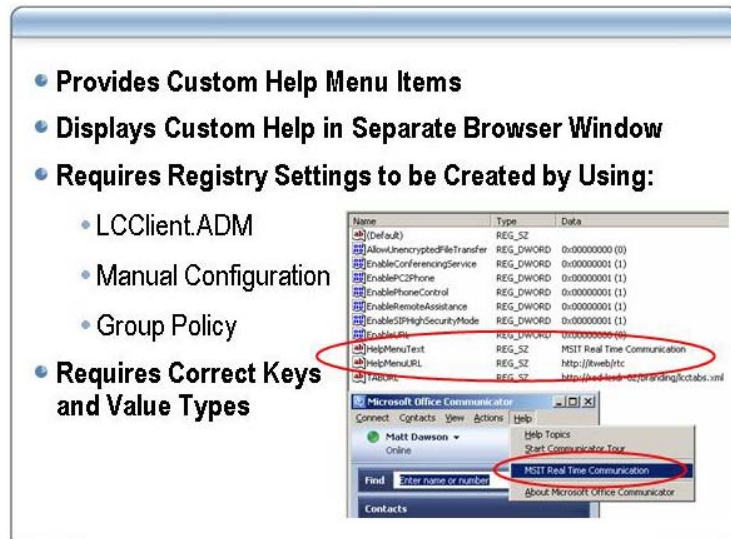 Provides Custom Help Menu Items
Displays Custom Help in Separate Browser Window
Requires Registry Settings to be Created by Using:
LCClient.ADM
Manual Configuration
Group Policy
Requires Correct Keys
and Value Types
Name Type Data
(Default) REG_SZ
AllowUnencryptedFileTransfer REG_DWORD 0x00000000 (0)
EnableConferencingService REG_DWORD 0x00000001 (1)
EnablePC2Phone REG_DWORD 0x00000001 (1)
EnablePhoneControl REG_DWORD 0x00000001 (1)
EnableRemoteAssistance REG_DWORD 0x00000001 (1)
EnableSIPHighSecurityMode REG_DWORD 0x00000001 (1)
EnableURL REG_DWORD 0x00000000 (0)
HelpMenuText REG_SZ MSIT Real Time Communication
HelpMenuURL REG_SZ http://itweb/rtc
TABURL REG_SZ
Microsoft Office Communicator
Connect Contacts View Actions Help
Matt Dawson
Online
Find Enter name or number
Contacts
Help Topics
Start Communicator Tour
MSIT Real Time Communication
About Microsoft Office Communicator